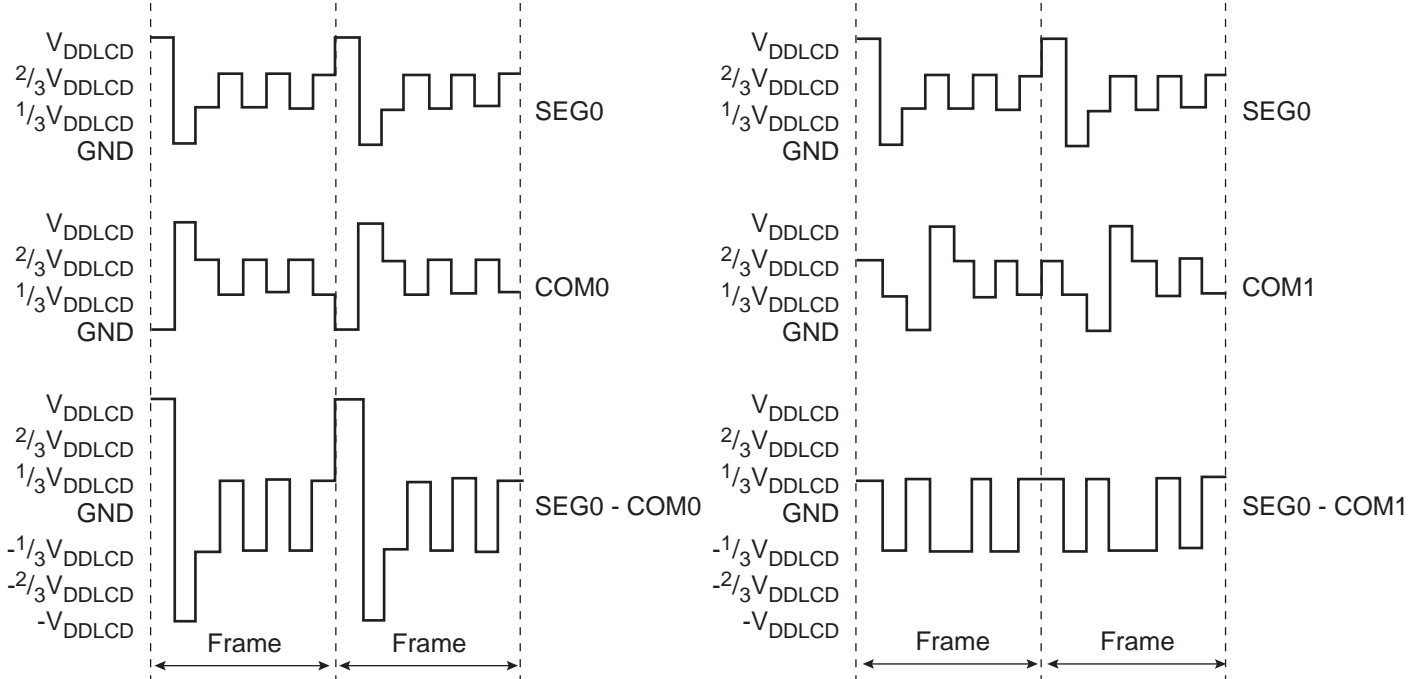 VDDLCD
2/3VDDLCD
1/3VDDLCD
GND
SEG0
VDDLCD
2/3VDDLCD
1/3VDDLCD
GND
COM0
VDDLCD
2/3VDDLCD
1/3VDDLCD
GND
-1/3VDDLCD
-2/3VDDLCD
-VDDLCD
SEG0 - COM0
Frame
Frame
VDDLCD
2/3VDDLCD
1/3VDDLCD
GND
SEG0
VDDLCD
2/3VDDLCD
1/3VDDLCD
GND
COM1
VDDLCD
2/3VDDLCD
1/3VDDLCD
GND
-1/3VDDLCD
-2/3VDDLCD
-VDDLCD
SEG0 - COM1
Frame
Frame